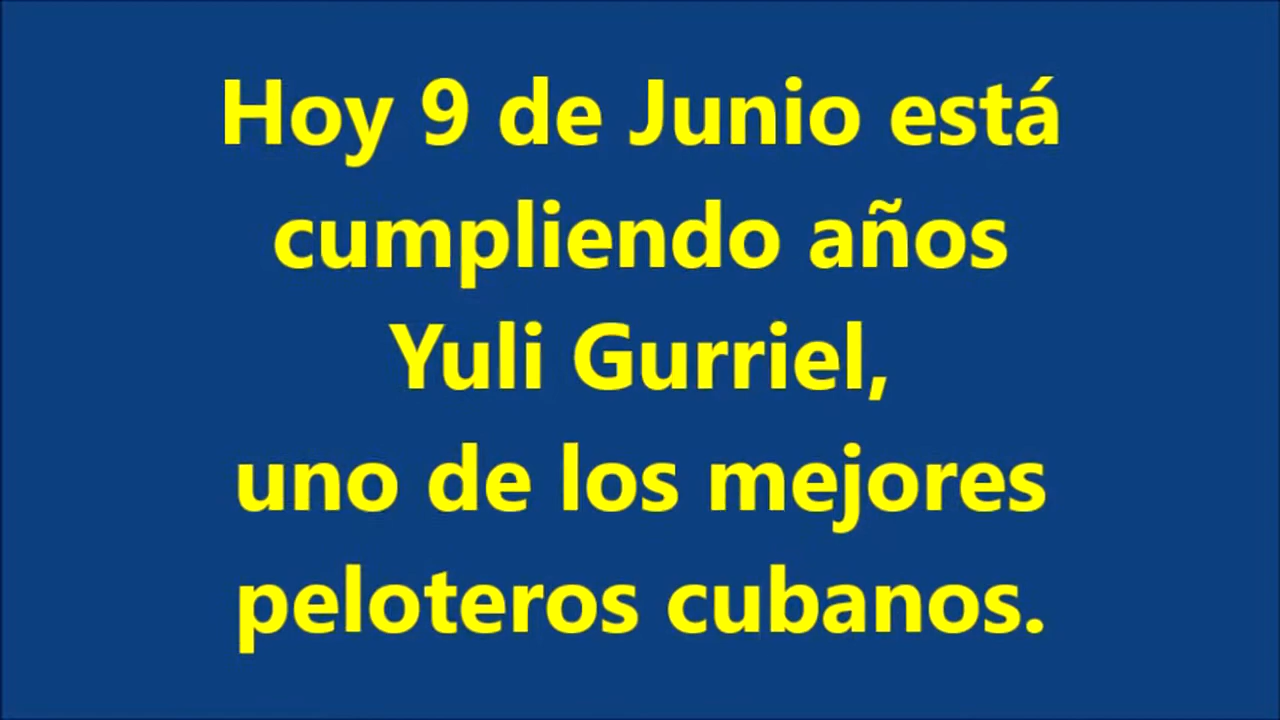 Hoy 9 de Junio está
cumpliendo años
Yuli Gurriel,
uno de los mejores
peloteros cubanos.